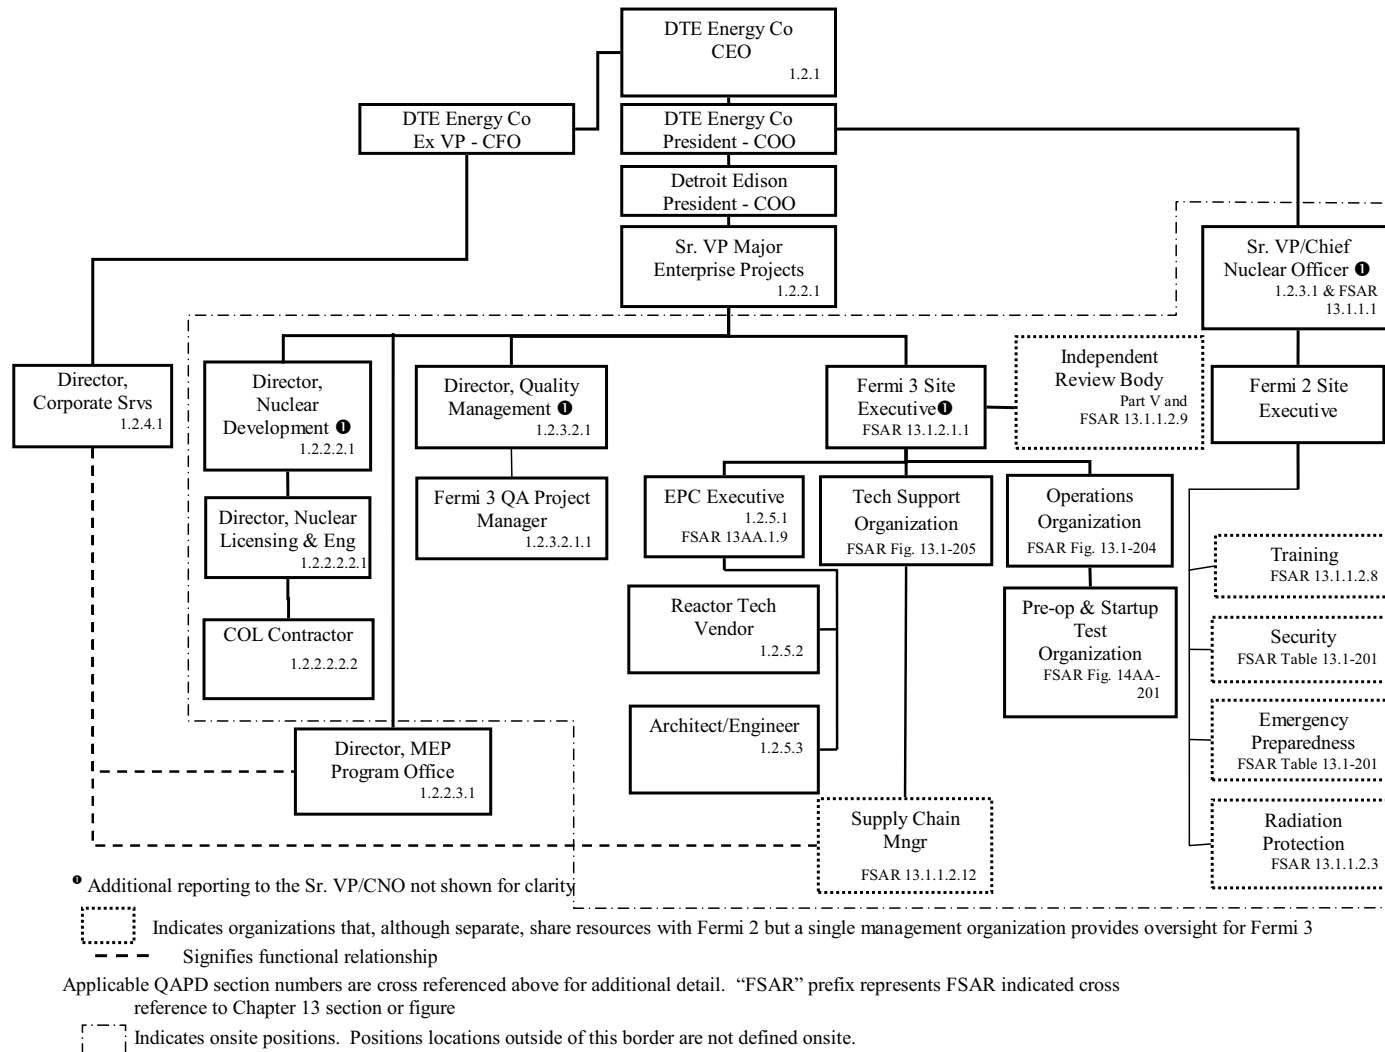 DTE Energy Co
CEO
1.2.1
DTE Energy Co
Ex VP - CFO
DTE Energy Co
President - COO
Detroit Edison
President - COO
Sr. VP Major
Enterprise Projects
1.2.2.1
Sr. VP/Chief
Nuclear Officer ❶
1.2.3.1 & FSAR
13.1.1.1
Director,
Corporate Srvs
1.2.4.1
Director,
Nuclear
Development ❶
1.2.2.2.1
Director, Quality
Management ❶
1.2.3.2.1
Fermi 3 Site
Executive❶
FSAR 13.1.2.1.1
Independent
Review Body
Part V and
FSAR 13.1.1.2.9
Fermi 2 Site
Executive
Director, Nuclear
Licensing & Eng
1.2.2.2.2.1
Fermi 3 QA Project
Manager
1.2.3.2.1.1
EPC Executive
1.2.5.1
FSAR 13AA.1.9
Tech Support
Organization
FSAR Fig. 13.1-205
Operations
Organization
FSAR Fig. 13.1-204
Training
FSAR 13.1.1.2.8
COL Contractor
1.2.2.2.2.2
Reactor Tech
Vendor
1.2.5.2
Pre-op & Startup
Test
Organization
FSAR Fig. 14AA-
201
Security
FSAR Table 13.1-201
Architect/Engineer
1.2.5.3
Emergency
Preparedness
FSAR Table 13.1-201
Director, MEP
Program Office
1.2.2.3.1
Supply Chain
Mngr
FSAR 13.1.1.2.12
Radiation
Protection
FSAR 13.1.1.2.3
❶ Additional reporting to the Sr. VP/CNO not shown for clarity
Indicates organizations that, although separate, share resources with Fermi 2 but a single management organization provides oversight for Fermi 3
Signifies functional relationship
Applicable QAPD section numbers are cross referenced above for additional detail. “FSAR” prefix represents FSAR indicated cross
reference to Chapter 13 section or figure
Indicates onsite positions. Positions locations outside of this border are not defined onsite.